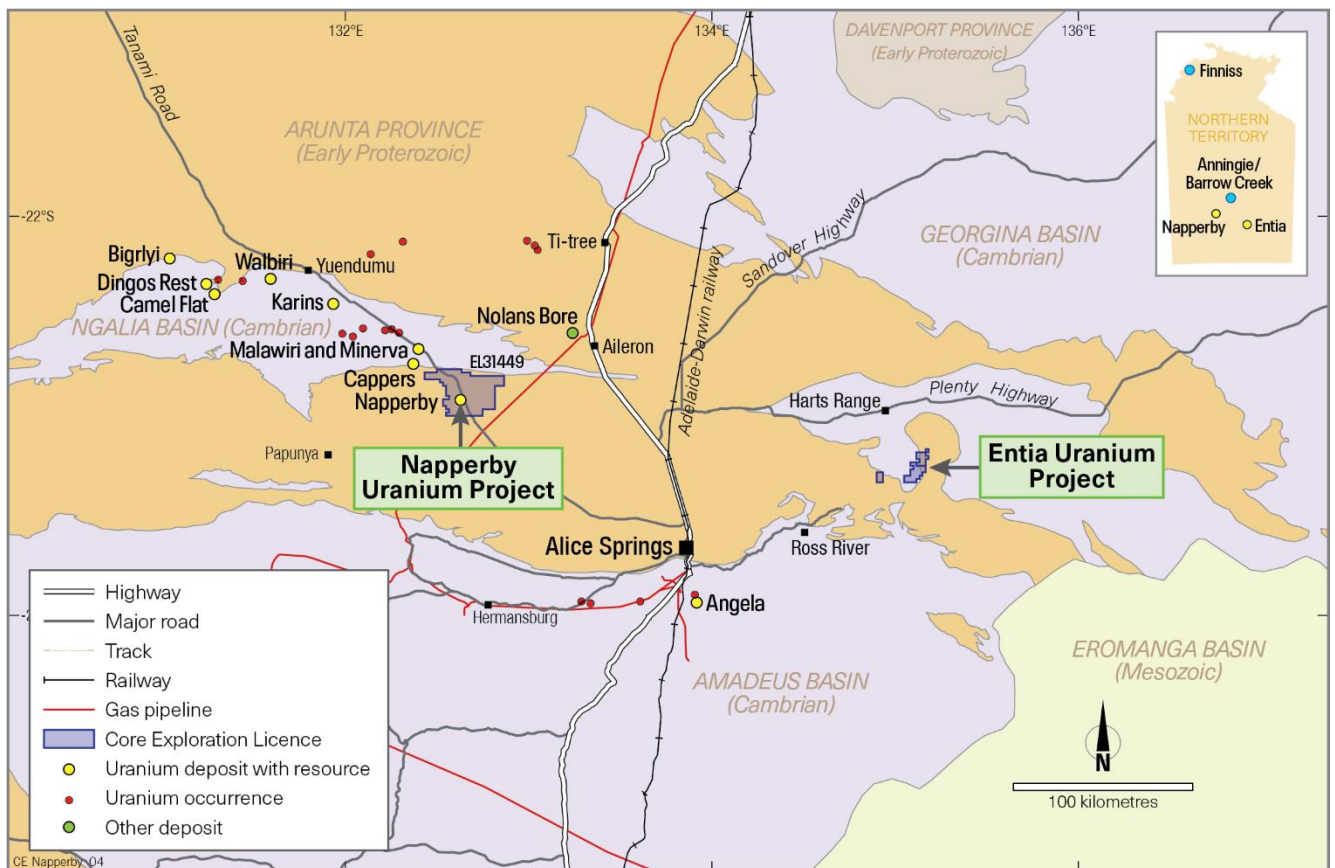 132°E
134°E
136°E
Tanami Road
DAVENPORT PROVINCE
(Early Proterozoic)
Finniss
NORTHERN
TERRITORY
Anningie/
Barrow Creek
Napperby
Entia
ARUNTA PROVINCE
(Early Proterozoic)
-22°S
Ti-tree
Sandover Highway
GEORGINA BASIN
(Cambrian)
Bigrlyi
Walbiri
Yuendumu
Dingos Rest
Camel Flat
Karins
Adelaide-Darwin railway
NGALIA BASIN (Cambrian)
Nolans Bore
Aileron
Malawiri and Minerva
EL31449
Cappers
Napperby
Harts Range
Plenty Highway
Papunya
Napperby
Uranium Project
Entia Uranium
Project
Alice Springs
Ross River
Hermansburg
Angela
AMADEUS BASIN
(Cambrian)
EROMANGA BASIN
(Mesozoic)
Highway
Major road
Track
Railway
Gas pipeline
Core Exploration Licence
Uranium deposit with resource
Uranium occurrence
Other deposit
N
100 kilometres
CE Napperby 04